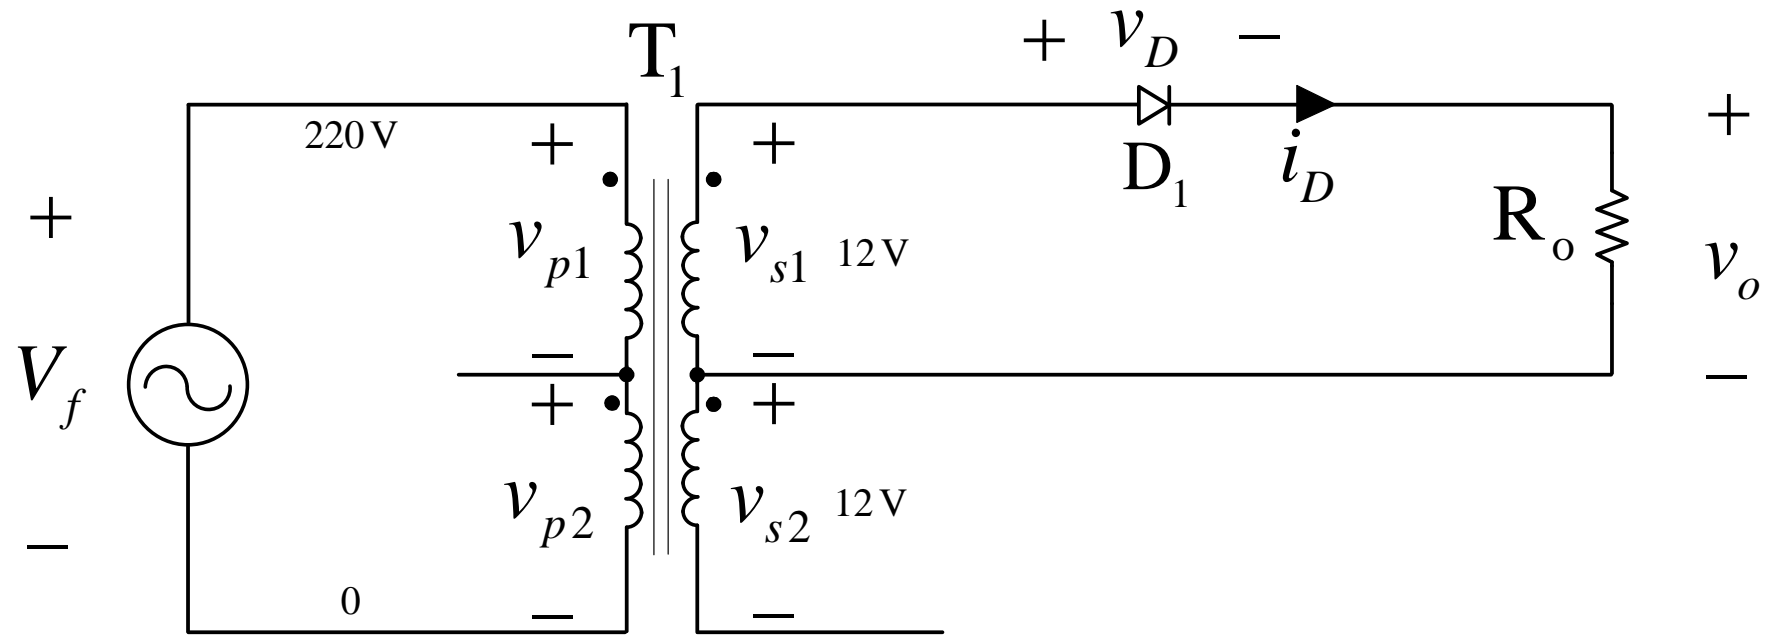 + v_D −
T_1
220 V
+
+
+
D_1
i_D
+
+
R_o
v_p1
v_s1 12 V
v_o
V_f
−
−
−
+
+
v_p2
v_s2 12 V
−
0
−
−